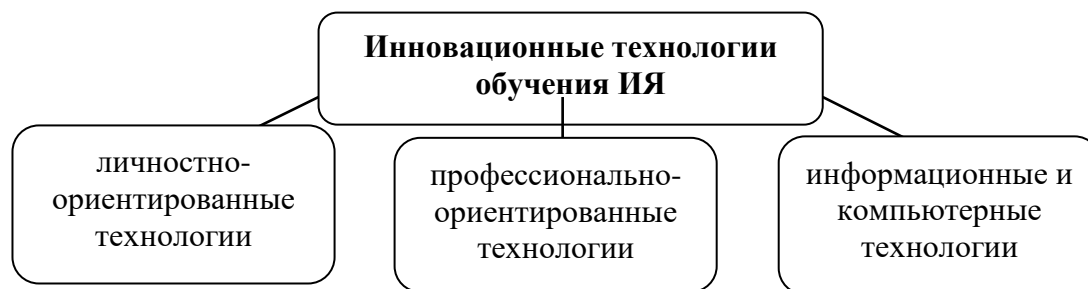 Инновационные технологии
обучения ИЯ
личностно-
ориентированные
технологии
профессионально-
ориентированные
технологии
информационные и
компьютерные
технологии